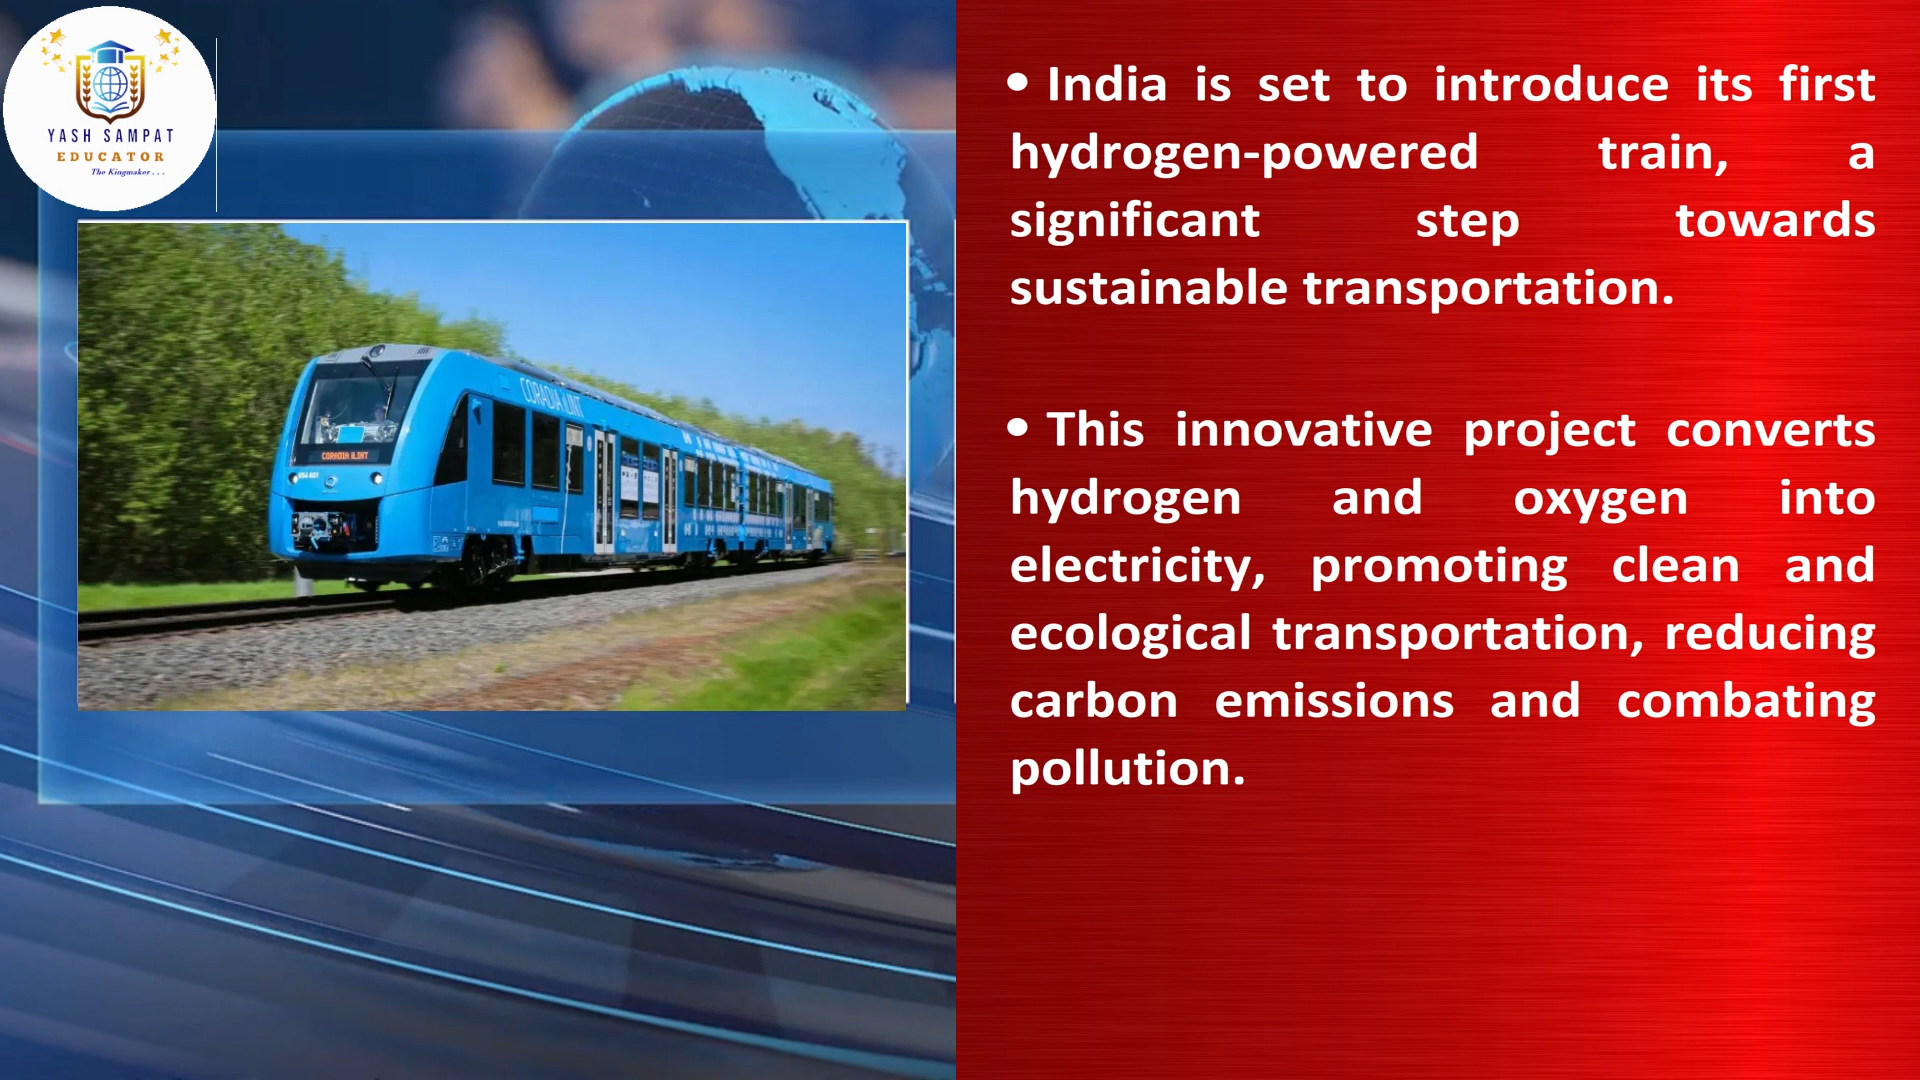 YASH SAMPAT
EDUCATOR
The Kingmaker . . .
CORADIA iLINT
CORADIA iLINT
• India is set to introduce its first
hydrogen-powered train, a
significant step towards
sustainable transportation.
• This innovative project converts
hydrogen and oxygen into
electricity, promoting clean and
ecological transportation, reducing
carbon emissions and combating
pollution.